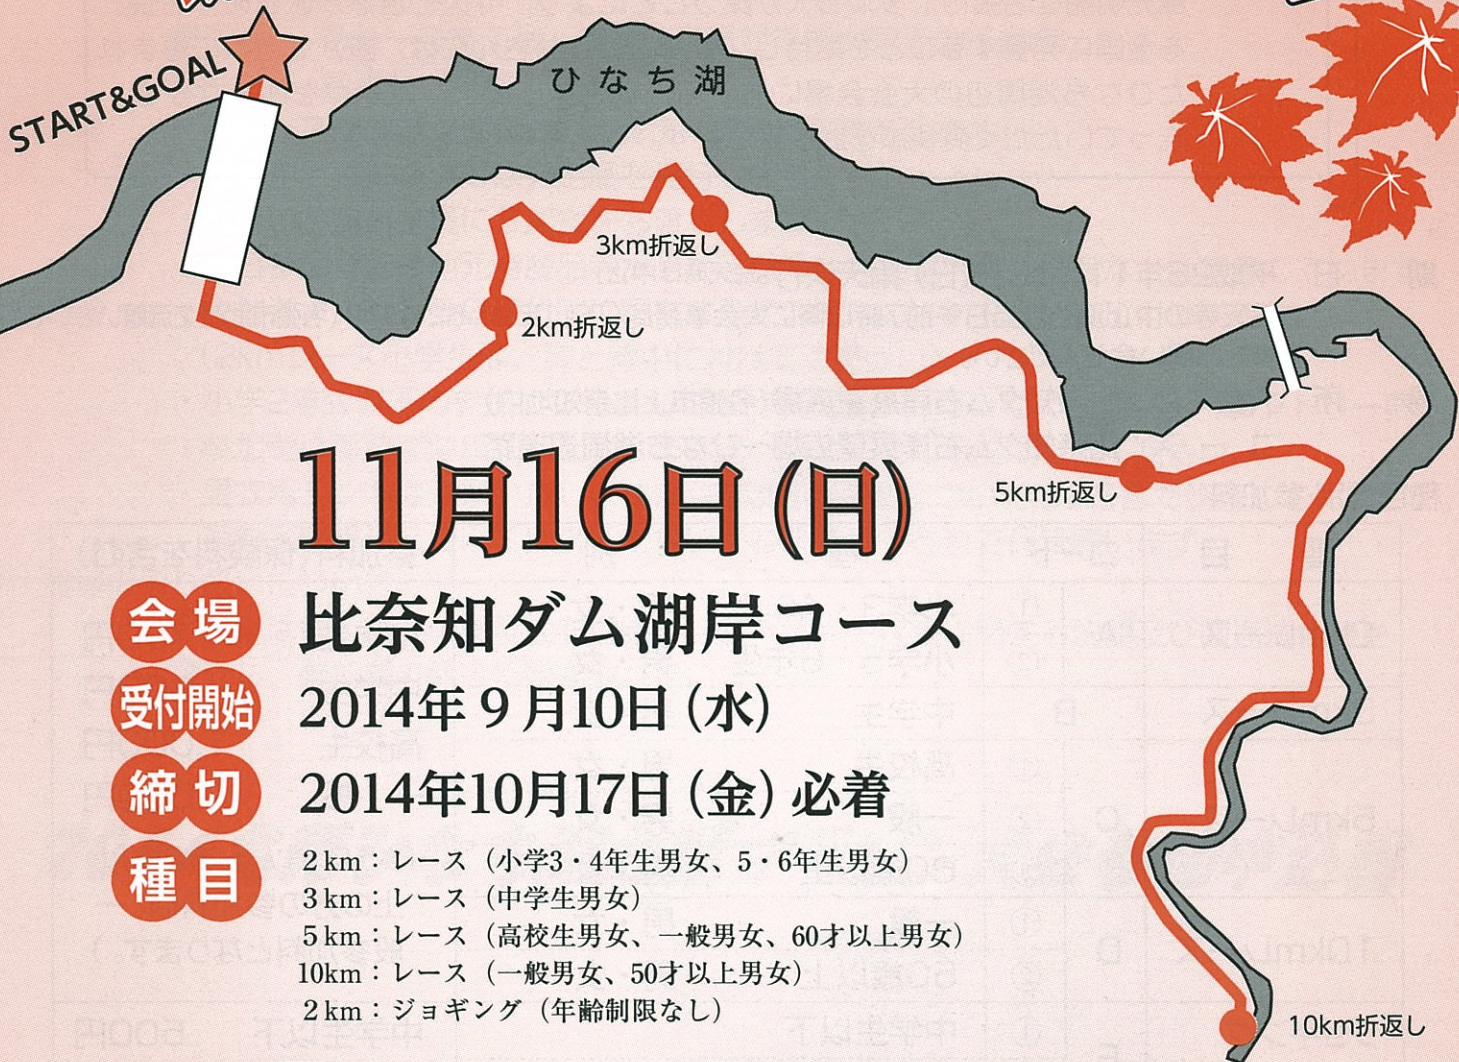 START&GOAL
ひなち湖
3km折返し
2km折返し
5km折返し
11月16日(日)
会場 比奈知ダム湖岸コース
受付開始 2014年9月10日(水)
締切 2014年10月17日(金)必着
種目 2km:レース(小学3・4年生男女、5・6年生男女)
3km:レース(中学生男女)
5km:レース(高校生男女、一般男女、60才以上男女)
10km:レース(一般男女、50才以上男女)
2km:ジョギング(年齢制限なし)
10km折返し